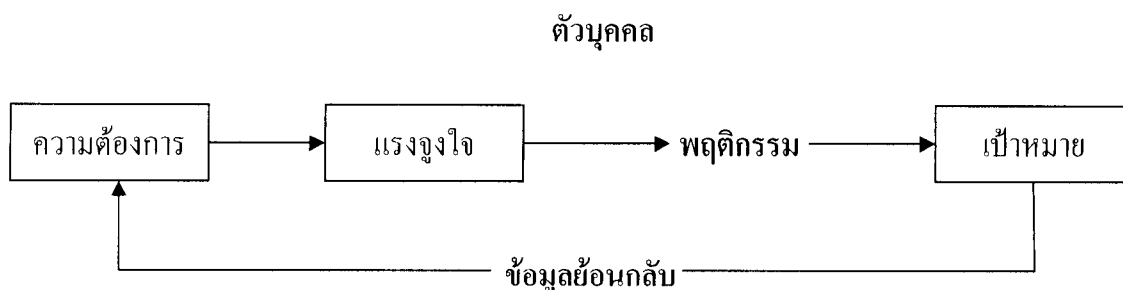 ตัวบุคคล
ความต้องการ แรงจูงใจ พฤติกรรม เป้าหมาย
ข้อมูลย้อนกลับ